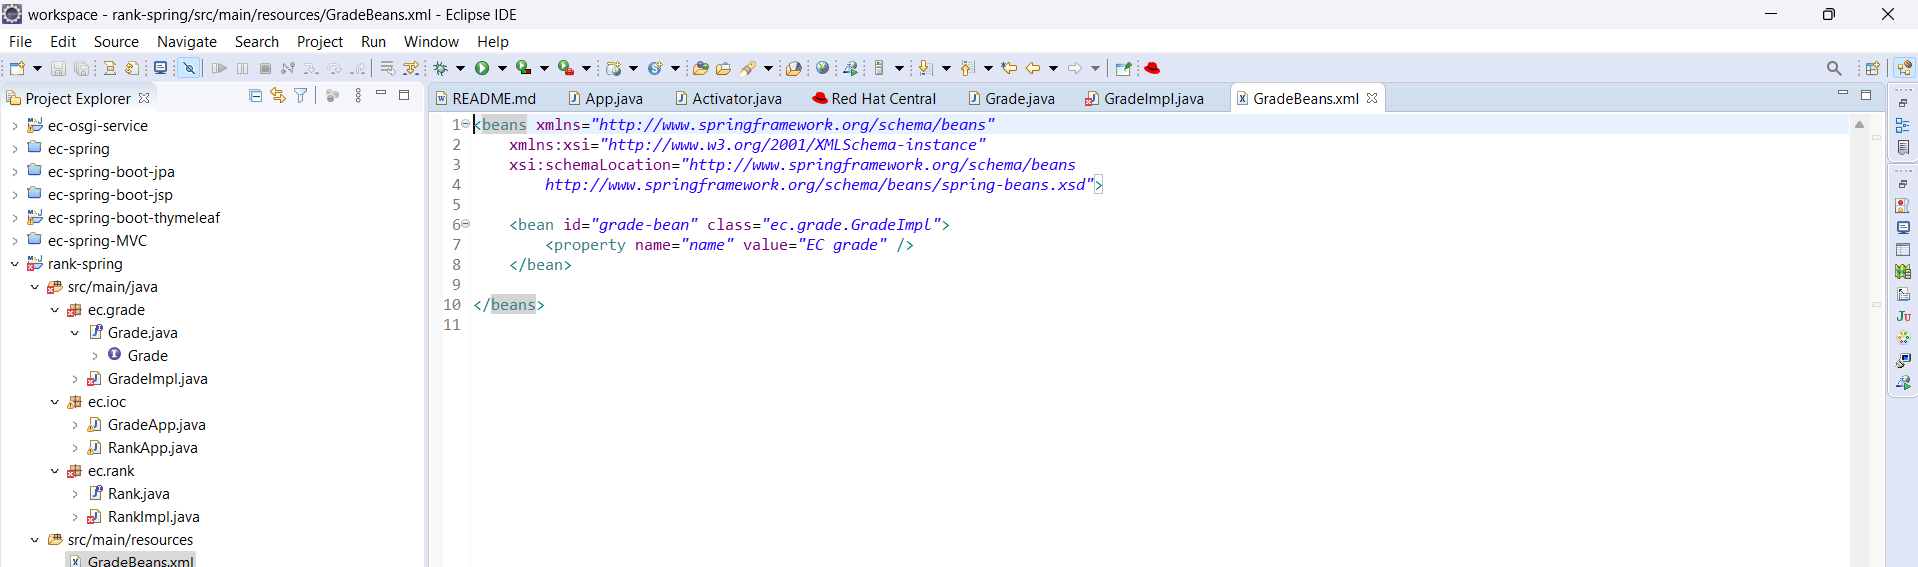 workspace - rank-spring/src/main/resources/GradeBeans.xml - Eclipse IDE
File Edit Source Navigate Search Project Run Window Help
Project Explorer
README.md App.java Activator.java Red Hat Central Grade.java GradeImpl.java GradeBeans.xml
ec-osgi-service
ec-spring
ec-spring-boot-jpa
ec-spring-boot-jsp
ec-spring-boot-thymeleaf
ec-spring-MVC
rank-spring
src/main/java
ec.grade
Grade.java
Grade
GradeImpl.java
ec.ioc
GradeApp.java
RankApp.java
ec.rank
Rank.java
RankImpl.java
src/main/resources
GradeBeans.xml
1 <beans xmlns="http://www.springframework.org/schema/beans"
2 xmlns:xsi="http://www.w3.org/2001/XMLSchema-instance"
3 xsi:schemaLocation="http://www.springframework.org/schema/beans
4 http://www.springframework.org/schema/beans/spring-beans.xsd">
5
6 <bean id="grade-bean" class="ec.grade.GradeImpl">
7 <property name="name" value="EC grade" />
8 </bean>
9
10 </beans>
11